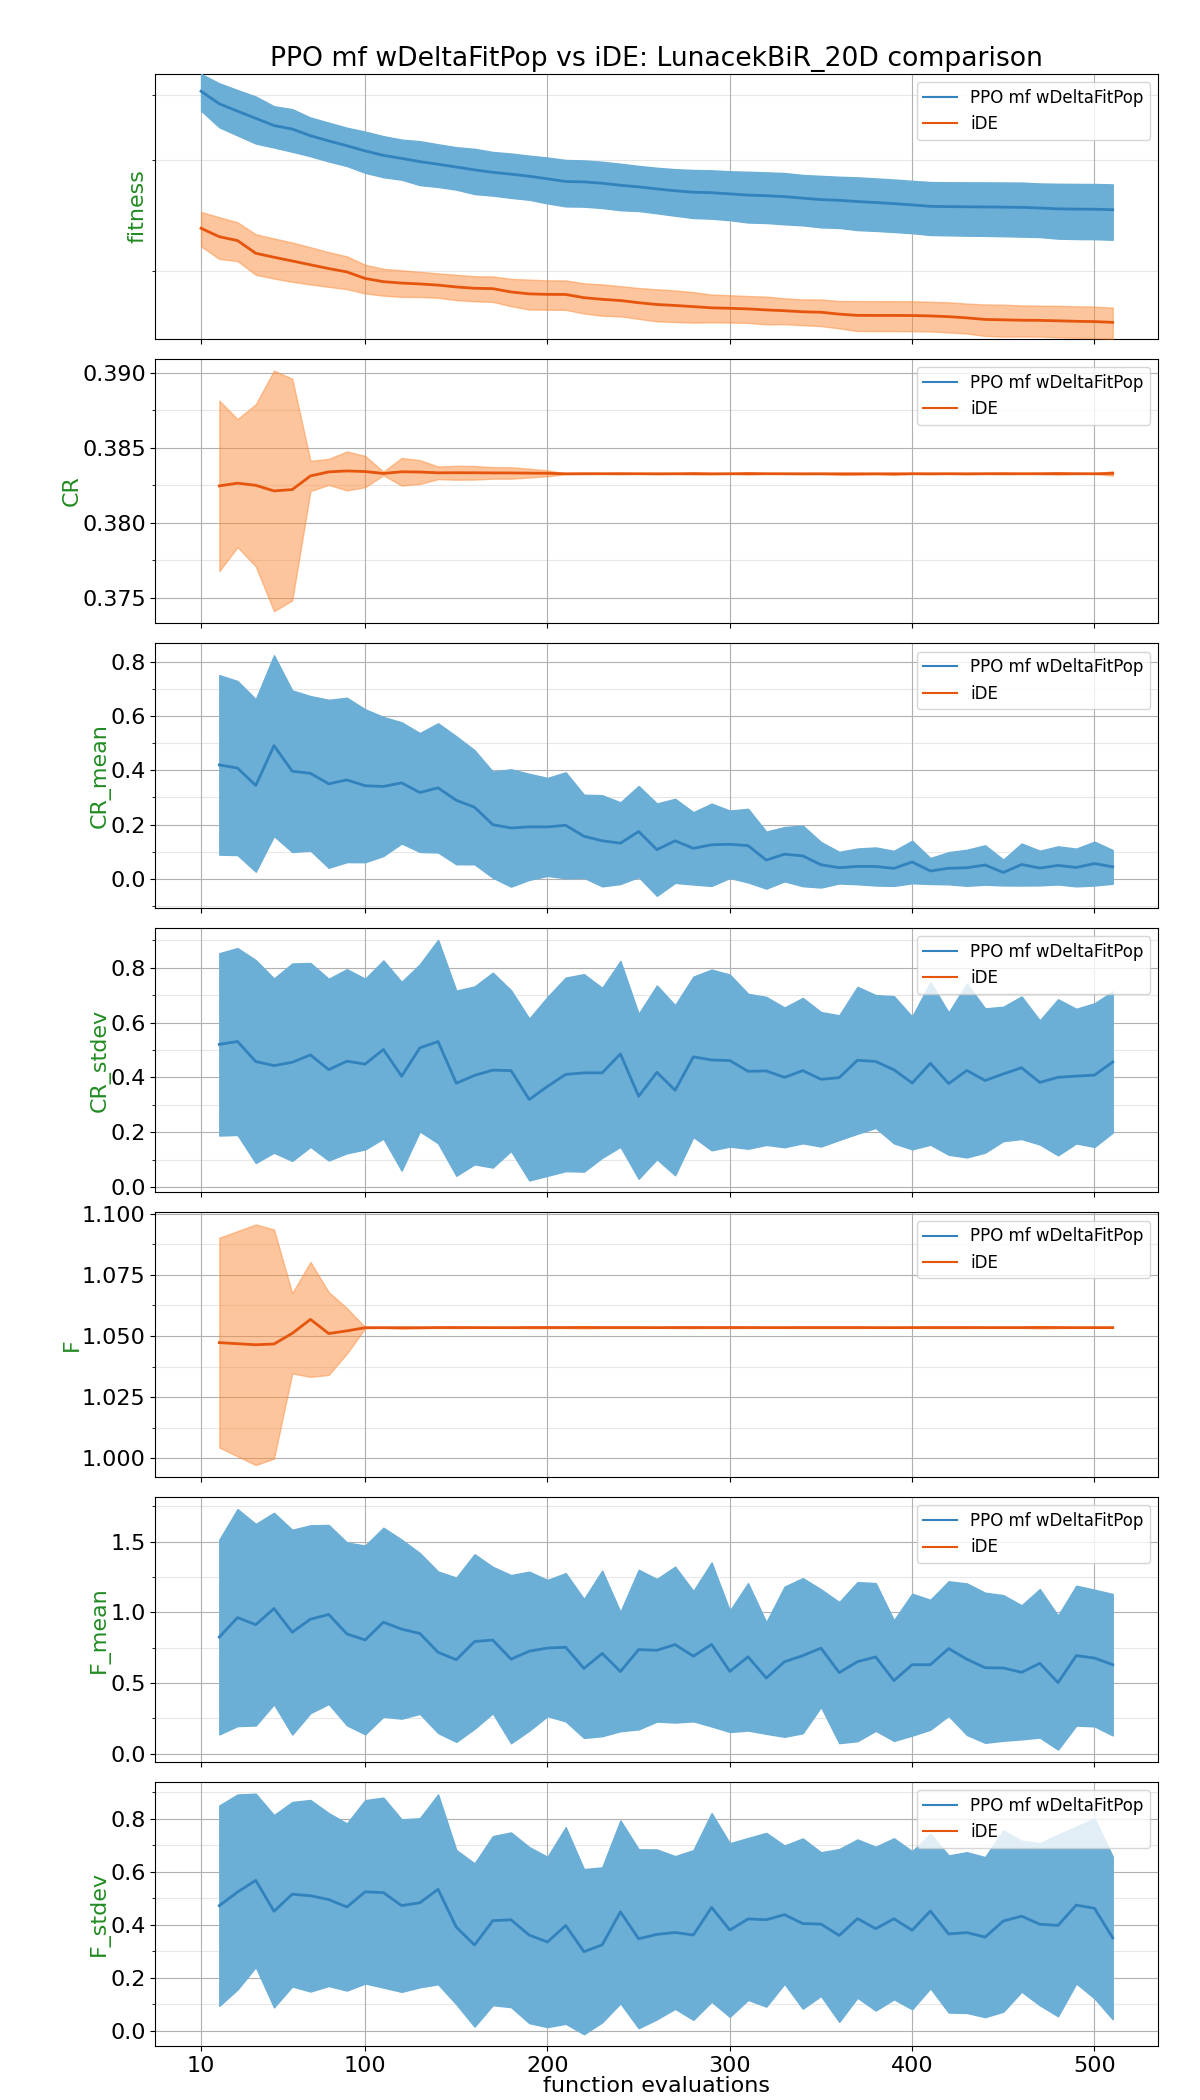 PPO mf wDeltaFitPop vs iDE: LunacekBiR_20D comparison
fitness
PPO mf wDeltaFitPop
iDE
CR
0.390
0.385
0.380
0.375
PPO mf wDeltaFitPop
iDE
CR_mean
0.8
0.6
0.4
0.2
0.0
PPO mf wDeltaFitPop
iDE
CR_stdev
0.8
0.6
0.4
0.2
0.0
PPO mf wDeltaFitPop
iDE
F
1.100
1.075
1.050
1.025
1.000
PPO mf wDeltaFitPop
iDE
F_mean
1.5
1.0
0.5
0.0
PPO mf wDeltaFitPop
iDE
F_stdev
0.8
0.6
0.4
0.2
0.0
PPO mf wDeltaFitPop
iDE
10 100 200 300 400 500
function evaluations